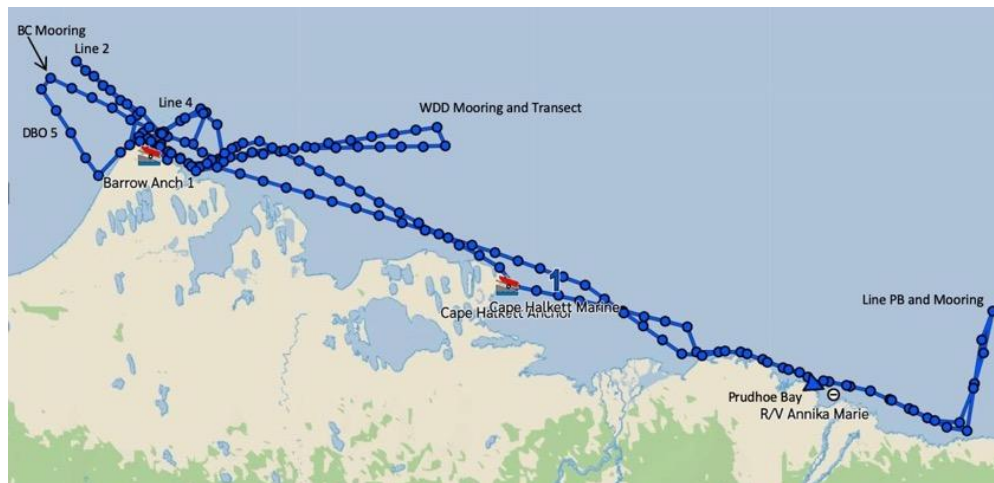 BC Mooring
Line 2
Line 4
WDD Mooring and Transect
DBO 5
Barrow Anch 1
1
Cape Halkett Marine
Cape Halkett Anchor
Line PB and Mooring
Prudhoe Bay
R/V Annika Marie